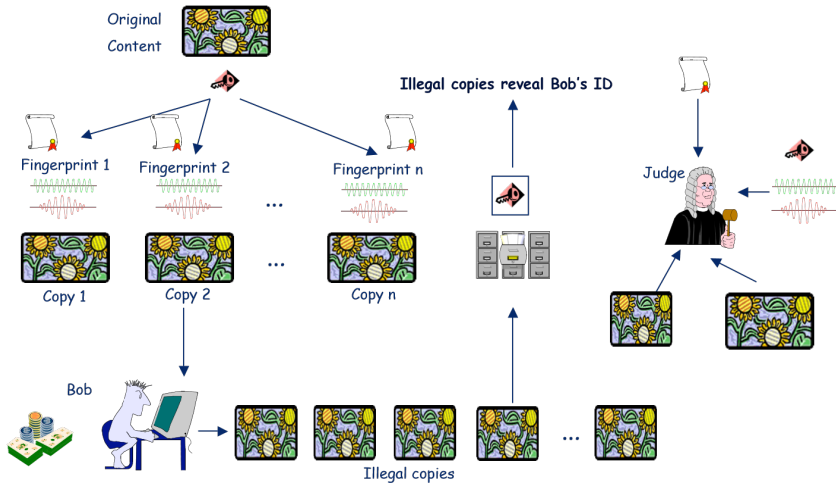 Original
Content
Illegal copies reveal Bob's ID
Fingerprint 1
Fingerprint 2
Fingerprint n
Judge
...
...
Copy 1
Copy 2
Copy n
Bob
...
Illegal copies